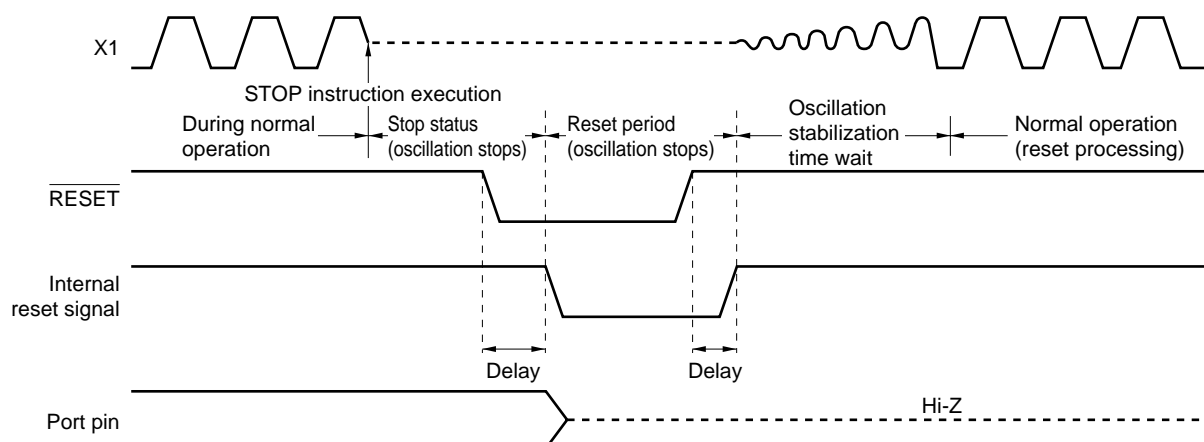 X1
STOP instruction execution
During normal
operation
Stop status
(oscillation stops)
Reset period
(oscillation stops)
Oscillation
stabilization
time wait
Normal operation
(reset processing)
RESET
Internal
reset signal
Delay
Delay
Hi-Z
Port pin